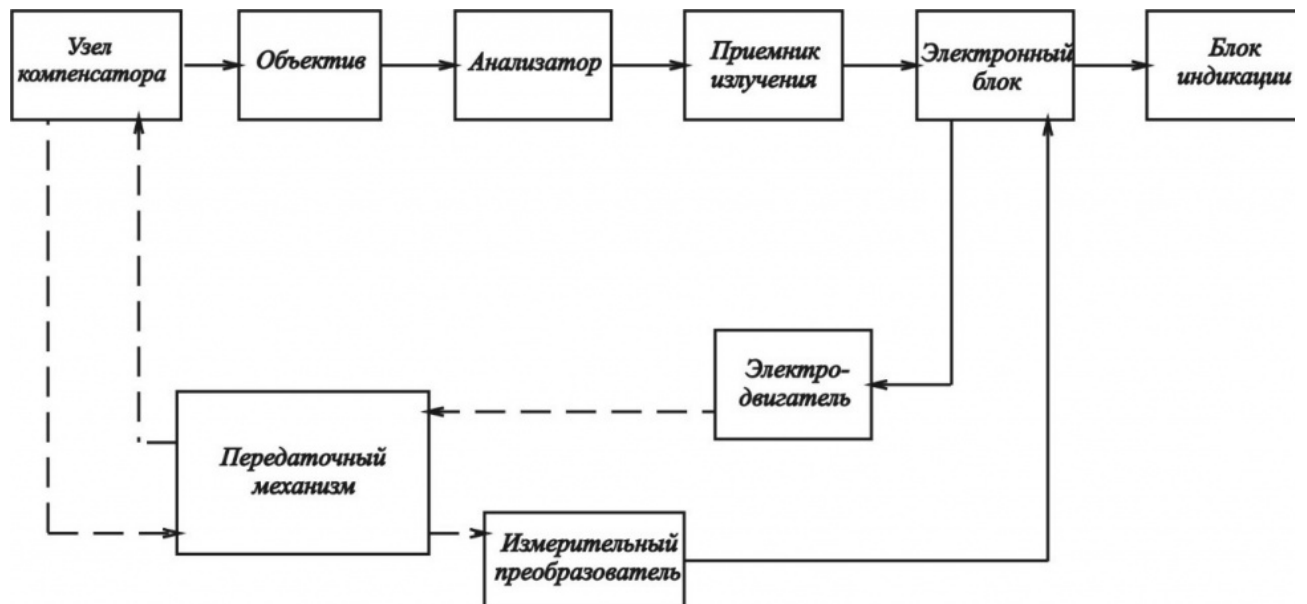 Узел
компенсатора
Объектив
Анализатор
Приемник
излучения
Электронный
блок
Блок
индикации
Электро-
двигатель
Передаточный
механизм
Измерительный
преобразователь